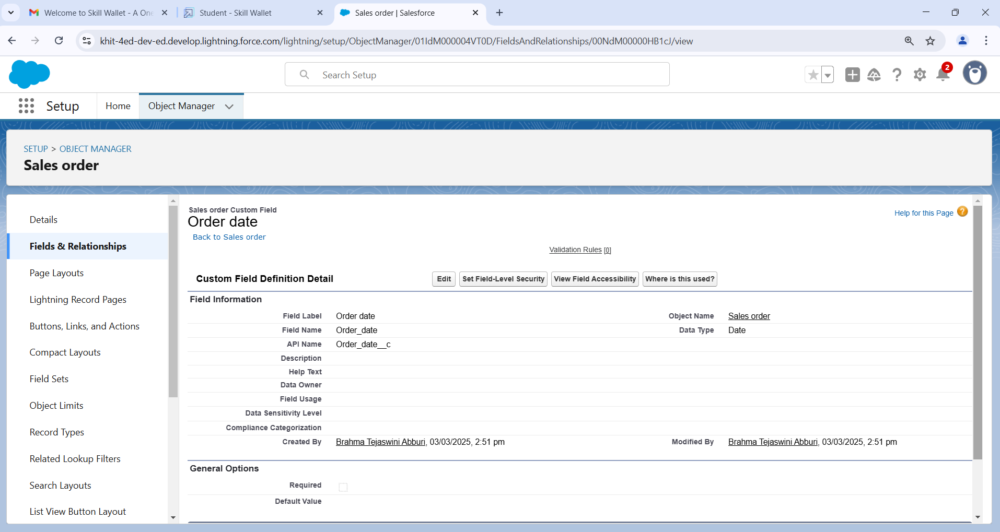 Welcome to Skill Wallet - A One
Student - Skill Wallet
Sales order | Salesforce
khit-4ed-dev-ed.develop.lightning.force.com/lightning/setup/ObjectManager/01IdM000004VT0D/FieldsAndRelationships/00NdM00000HB1cJ/view
Search Setup
2
Setup
Home
Object Manager
SETUP > OBJECT MANAGER
Sales order
Details
Fields & Relationships
Page Layouts
Lightning Record Pages
Buttons, Links, and Actions
Compact Layouts
Field Sets
Object Limits
Record Types
Related Lookup Filters
Search Layouts
List View Button Layout
Sales order Custom Field
Order date
Back to Sales order
Help for this Page ?
Validation Rules [0]
Custom Field Definition Detail
Edit
Set Field-Level Security
View Field Accessibility
Where is this used?
Field Information
Field Label Order date
Object Name Sales order
Field Name Order_date
Data Type Date
API Name Order_date__c
Description
Help Text
Data Owner
Field Usage
Data Sensitivity Level
Compliance Categorization
Created By Brahma Tejaswini Abburi, 03/03/2025, 2:51 pm
Modified By Brahma Tejaswini Abburi, 03/03/2025, 2:51 pm
General Options
Required
Default Value